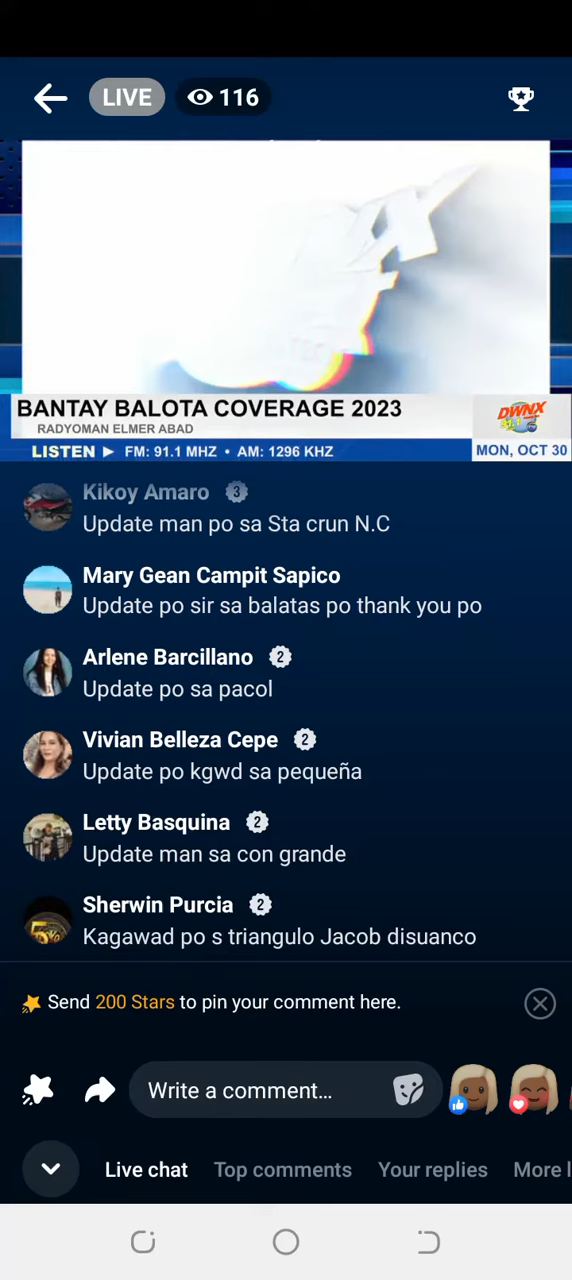 LIVE
116
BANTAY BALOTA COVERAGE 2023
RADYOMAN ELMER ABAD
DWNX
91.1
LISTEN ▶ FM: 91.1 MHZ • AM: 1296 KHZ
MON, OCT 30
Kikoy Amaro 3
Update man po sa Sta crun N.C
Mary Gean Campit Sapico
Update po sir sa balatas po thank you po
Arlene Barcillano 2
Update po sa pacol
Vivian Belleza Cepe 2
Update po kgwd sa pequeña
Letty Basquina 2
Update man sa con grande
Sherwin Purcia 2
Kagawad po s triangulo Jacob disuanco
Send 200 Stars to pin your comment here.
Write a comment...
Live chat
Top comments
Your replies
More l